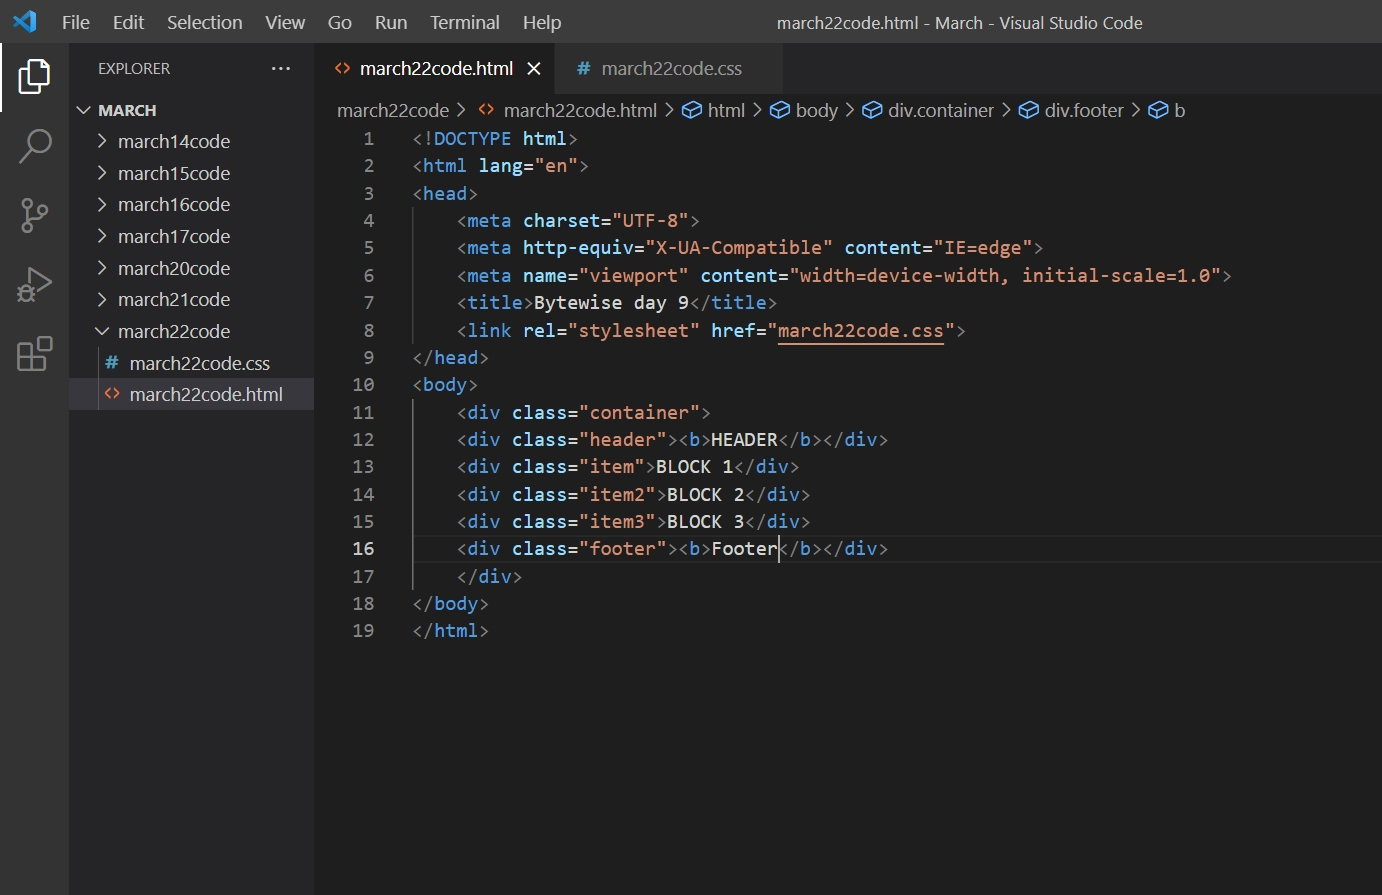 File Edit Selection View Go Run Terminal Help march22code.html - March - Visual Studio Code
EXPLORER ··· <> march22code.html × # march22code.css
MARCH
march14code
march15code
march16code
march17code
march20code
march21code
march22code
# march22code.css
<> march22code.html
march22code > <> march22code.html > html > body > div.container > div.footer > b
1 <!DOCTYPE html>
2 <html lang="en">
3 <head>
4 <meta charset="UTF-8">
5 <meta http-equiv="X-UA-Compatible" content="IE=edge">
6 <meta name="viewport" content="width=device-width, initial-scale=1.0">
7 <title>Bytewise day 9</title>
8 <link rel="stylesheet" href="march22code.css">
9 </head>
10 <body>
11 <div class="container">
12 <div class="header"><b>HEADER</b></div>
13 <div class="item">BLOCK 1</div>
14 <div class="item2">BLOCK 2</div>
15 <div class="item3">BLOCK 3</div>
16 <div class="footer"><b>Footer</b></div>
17 </div>
18 </body>
19 </html>